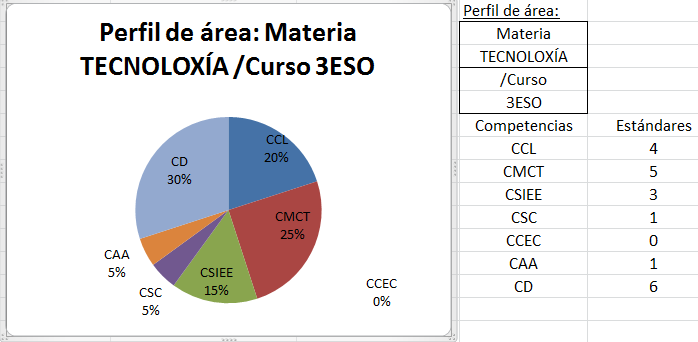 Perfil de área: Materia
TECNOLOXÍA /Curso 3ESO
CCL
20%
CMCT
25%
CSIEE
15%
CSC
5%
CAA
5%
CD
30%
CCEC
0%
Perfil de área:
Materia
TECNOLOXÍA
/Curso
3ESO
Competencias Estándares
CCL 4
CMCT 5
CSIEE 3
CSC 1
CCEC 0
CAA 1
CD 6